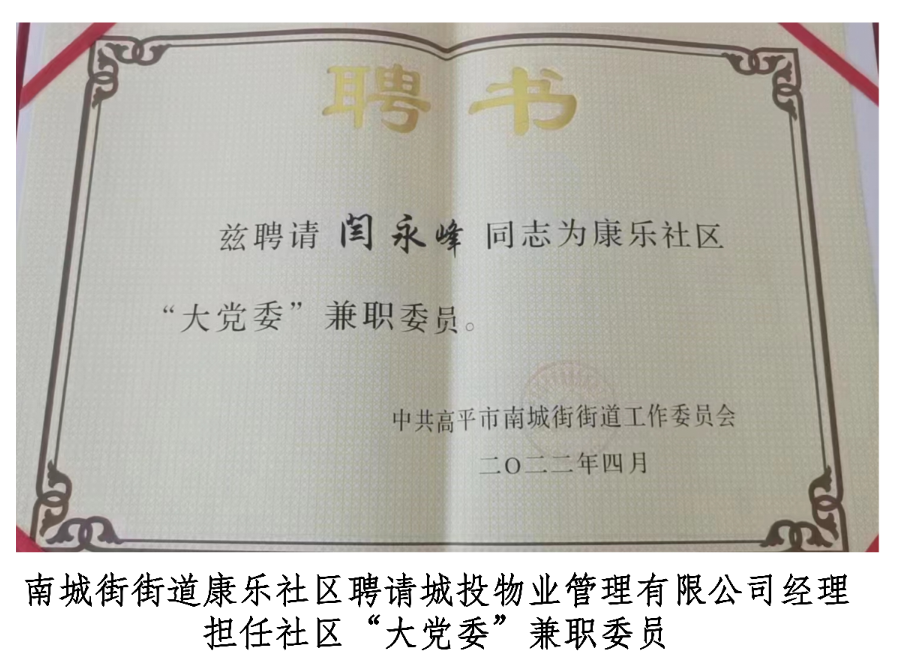 聘书
兹聘请 闫永峰 同志为康乐社区
“大党委”兼职委员。
中共高平市南城街街道工作委员会
二〇二二年四月
南城街街道康乐社区聘请城投物业管理有限公司经理
担任社区“大党委”兼职委员